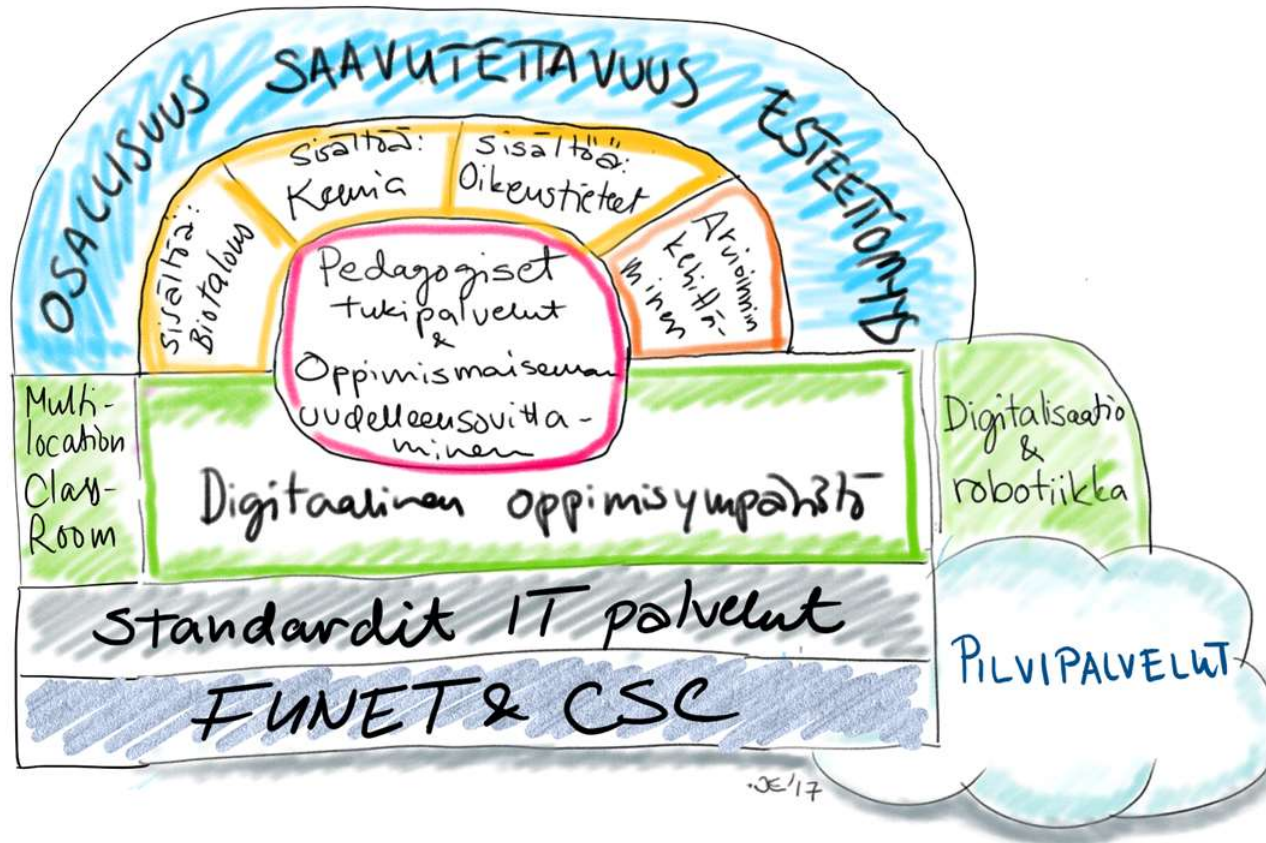 OSALLISUUS SAAVUTETTAVUUS ESTEETTÖMYYS
Sisältöä:
Biotalous
Sisältöä:
Kemia
Sisältöä:
Oikeustieteet
Arvioinnin
kehittä-
minen
Pedagogiset
tukipalvelut
&
Oppimismaiseman
uudelleensovitta-
minen
Multi-
location
Class-
Room
Digitaalinen oppimisympäristö
Digitalisaatio
&
robotiikka
Standardit IT palvelut
FUNET & CSC
PILVIPALVELUT
JE'17